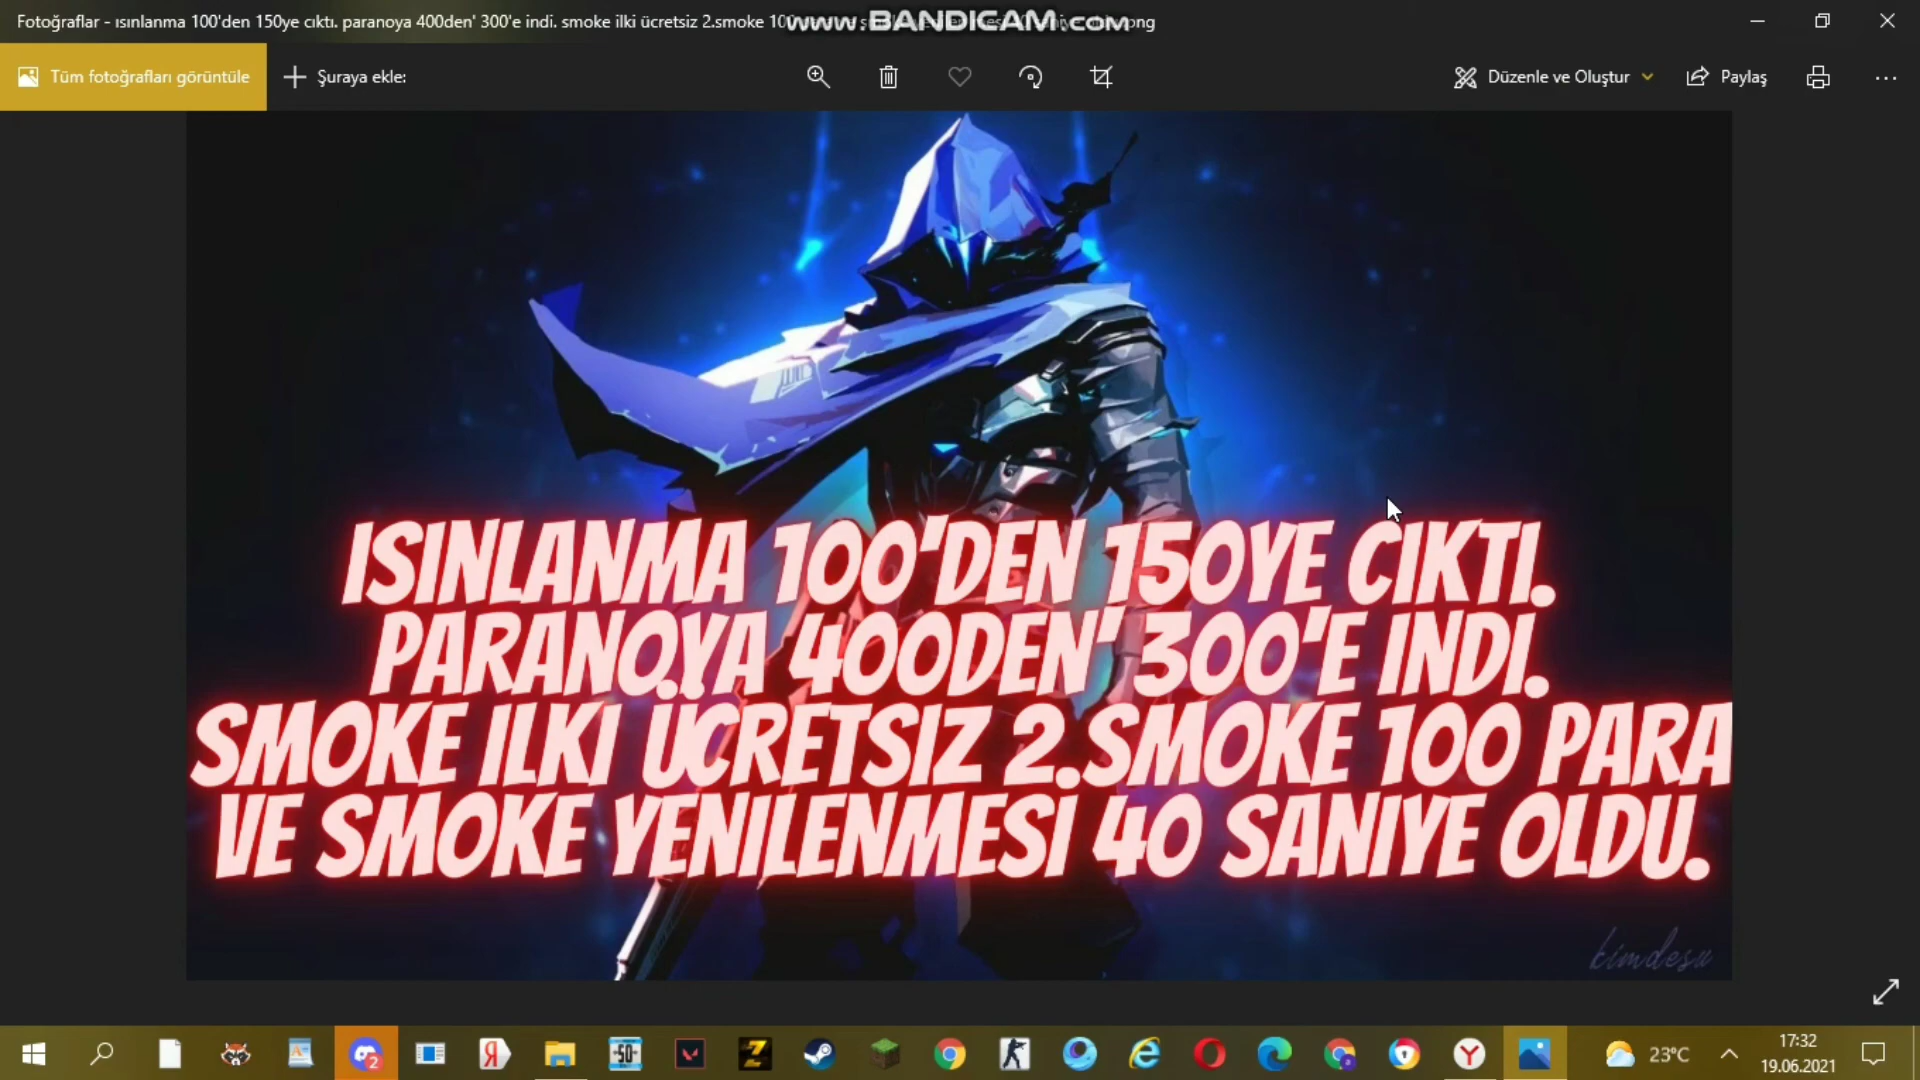 Fotoğraflar - ısınlanma 100'den 150ye cıktı. paranoya 400den' 300'e indi. smoke ilki ücretsiz 2.smoke 10
www.BANDICAM.com
Tüm fotoğrafları görüntüle
Şuraya ekle:
Düzenle ve Oluştur
Paylaş
ISINLANMA 100'DEN 150YE CIKTI.
PARANOYA 400DEN' 300'E INDI.
SMOKE ILKI ÜCRETSIZ 2.SMOKE 100 PARA
VE SMOKE YENILENMESI 40 SANIYE OLDU.
kimdesu
23°C
17:32
19.06.2021